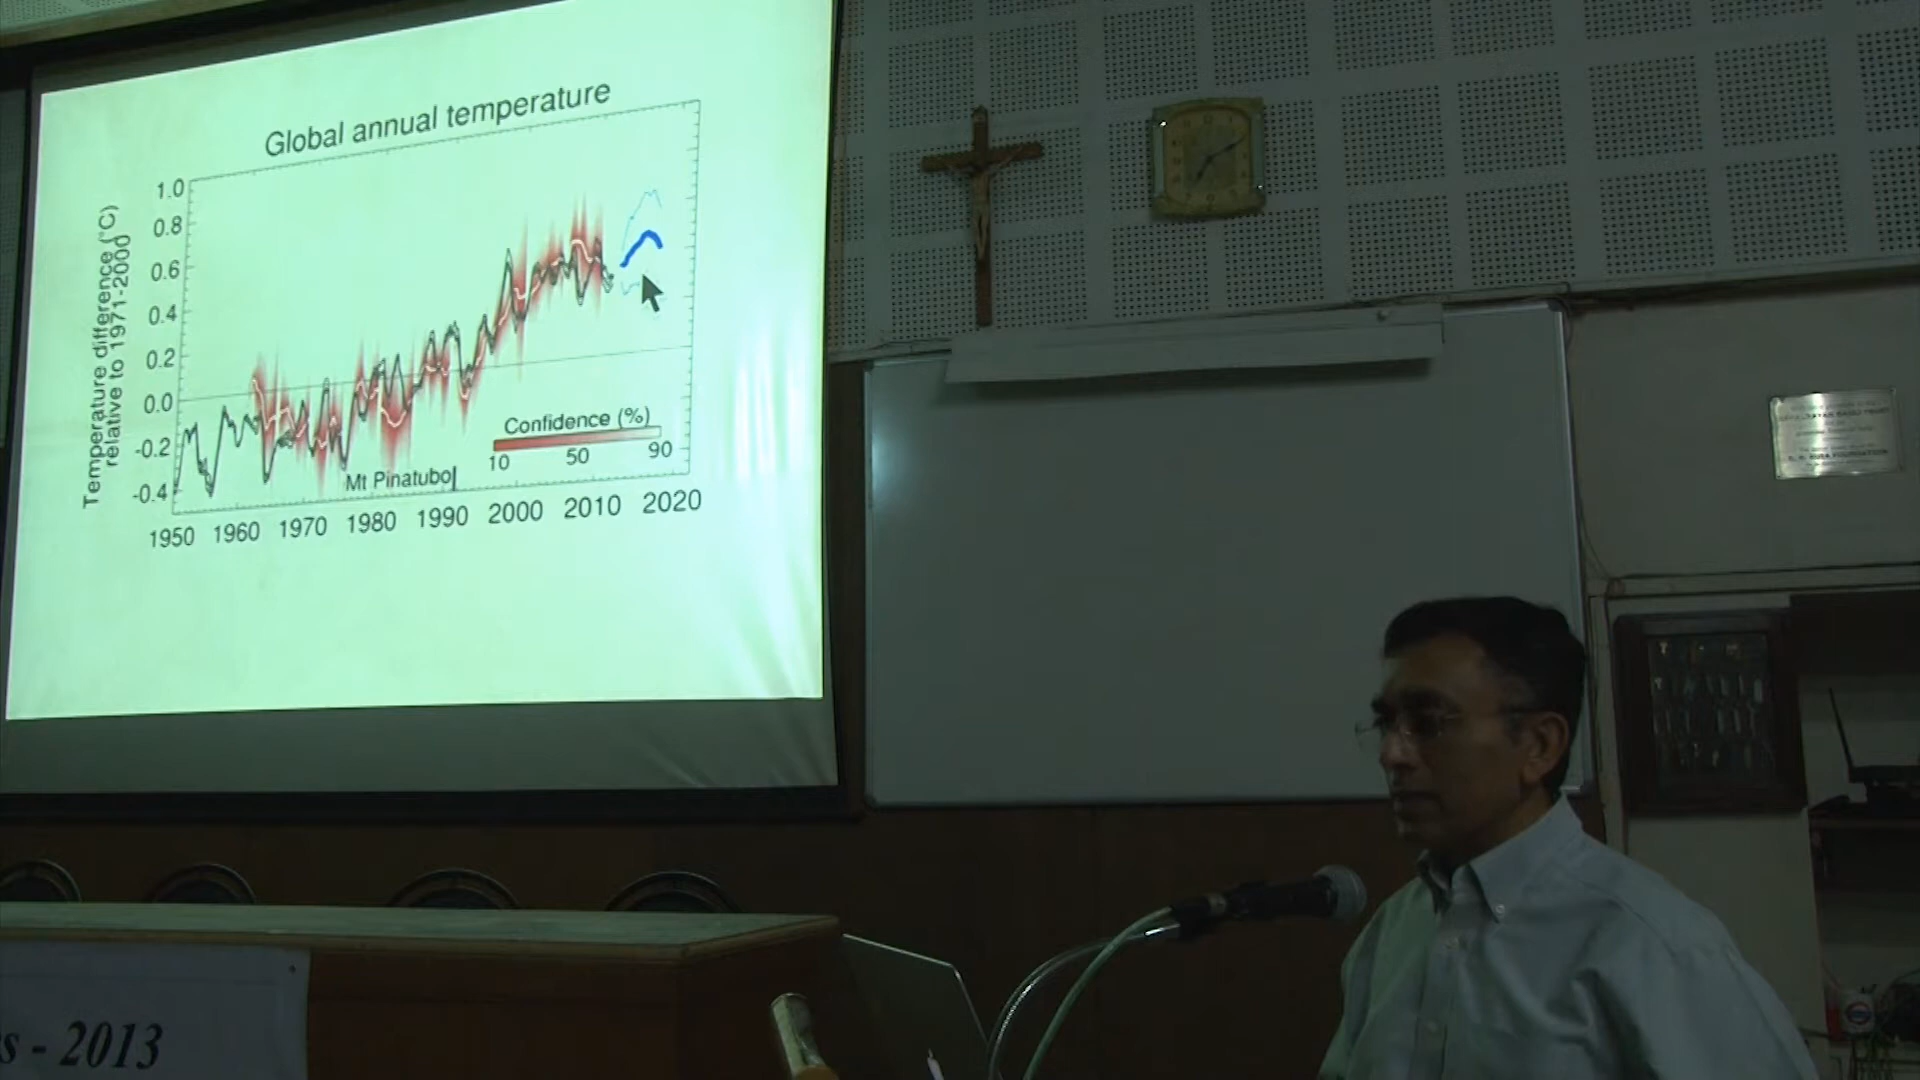 Global annual temperature
Temperature difference (°C)
relative to 1971-2000
1.0
0.8
0.6
0.4
0.2
0.0
-0.2
-0.4
Confidence (%)
10 50 90
Mt Pinatubo
1950 1960 1970 1980 1990 2000 2010 2020
s - 2013